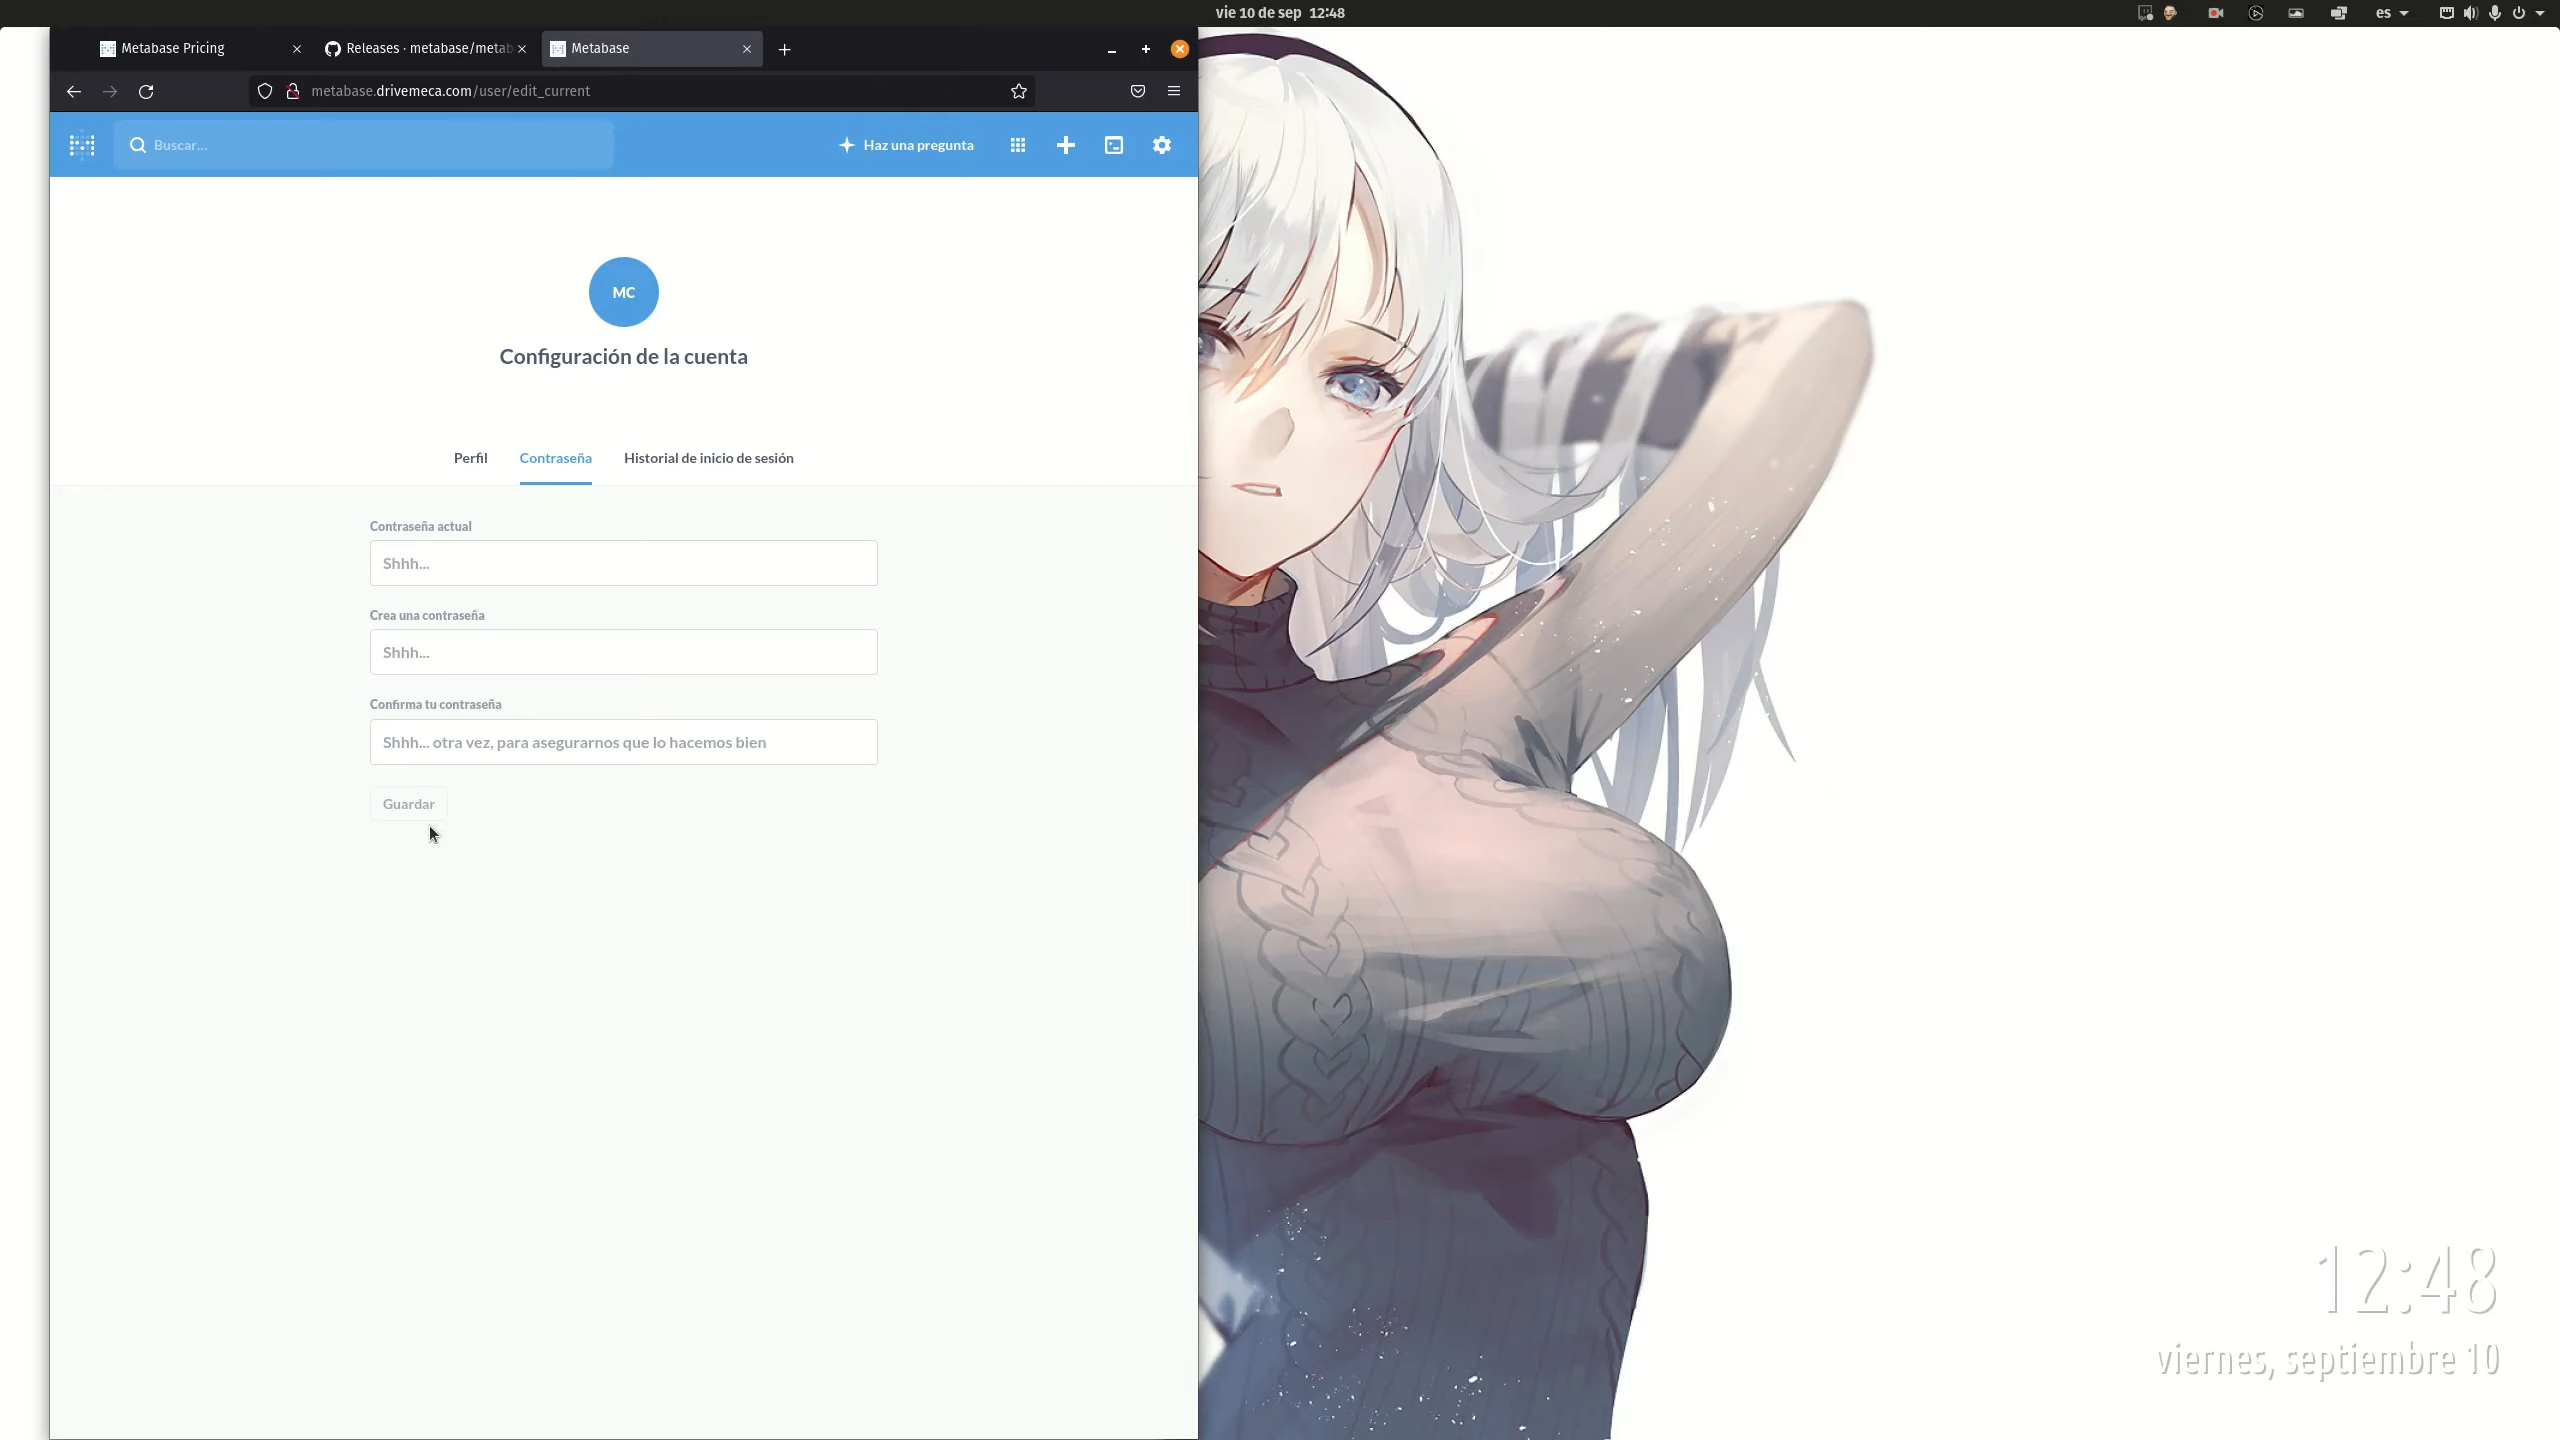 vie 10 de sep 12:48
es
Metabase Pricing
Releases · metabase/metab
Metabase
metabase.drivemeca.com/user/edit_current
Buscar...
Haz una pregunta
MC
Configuración de la cuenta
Perfil
Contraseña
Historial de inicio de sesión
Contraseña actual
Shhh...
Crea una contraseña
Shhh...
Confirma tu contraseña
Shhh... otra vez, para asegurarnos que lo hacemos bien
Guardar
12:48
viernes, septiembre 10